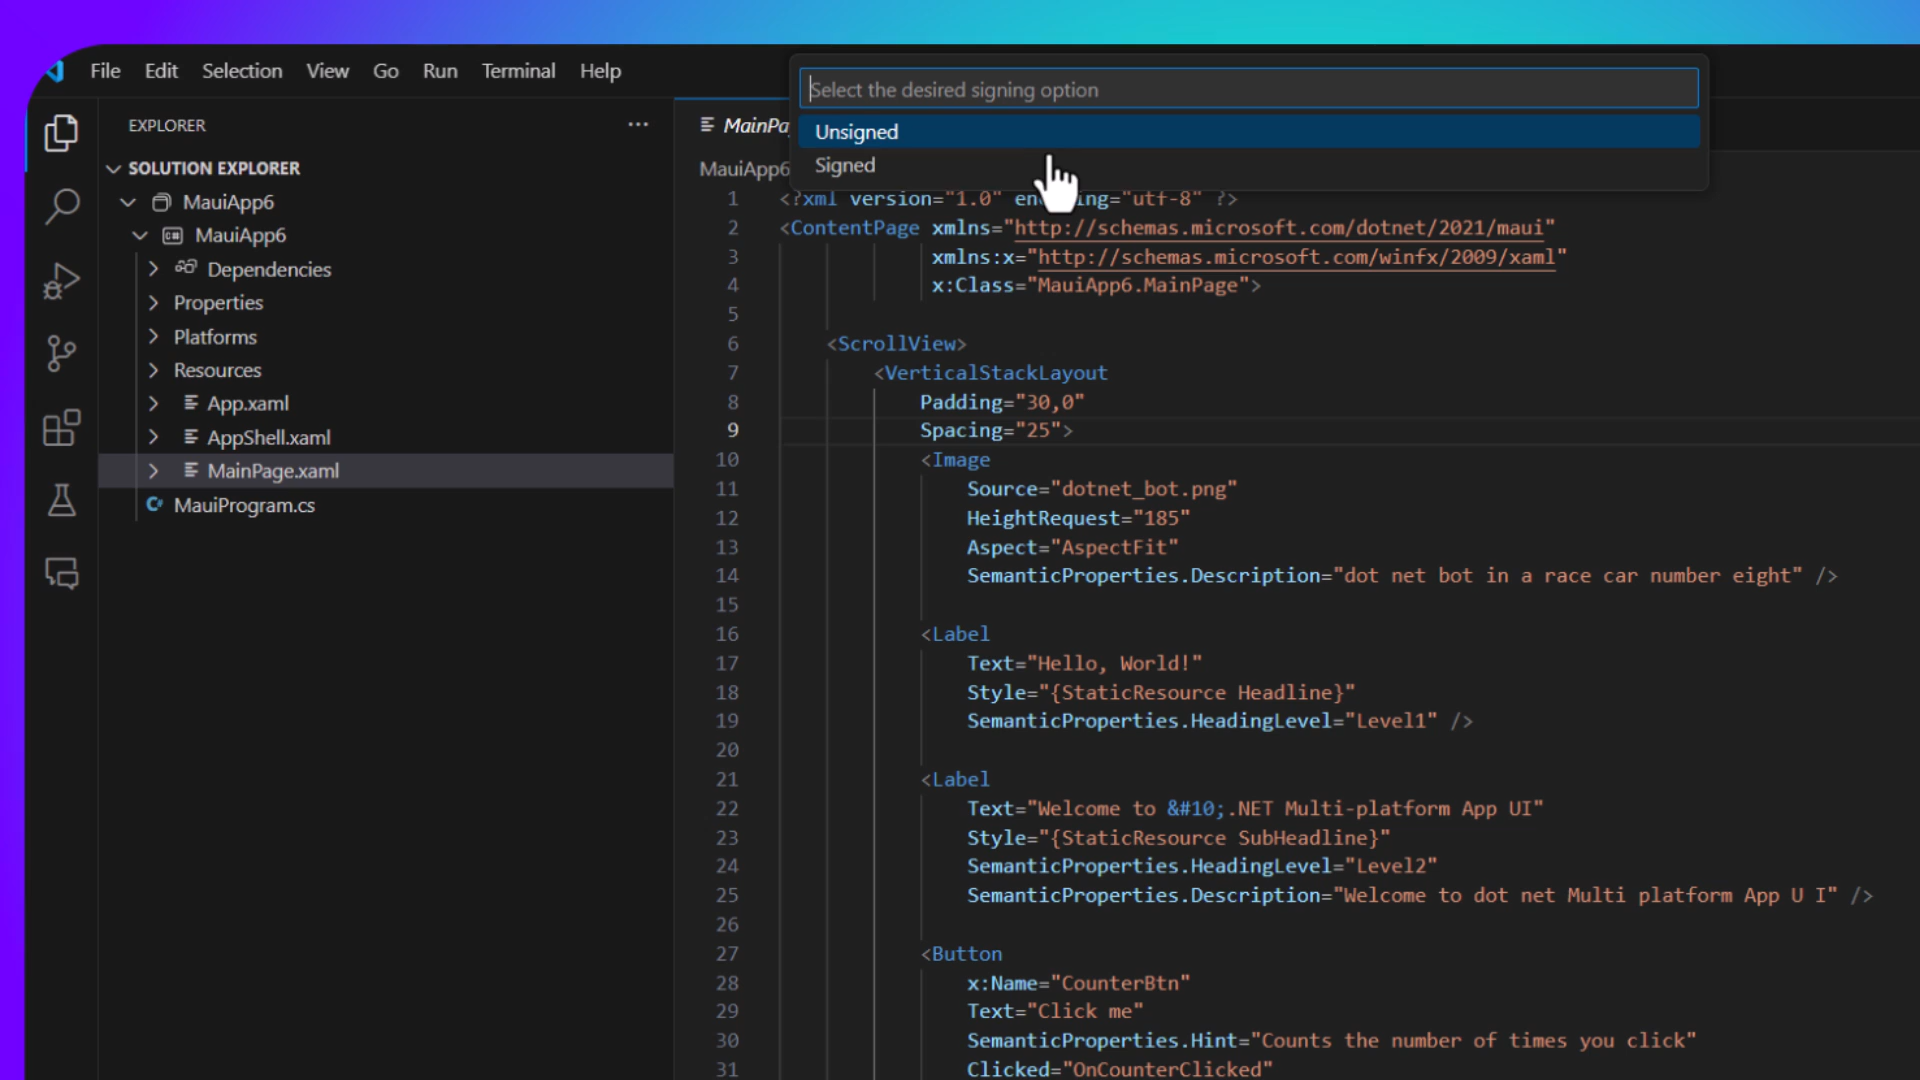 File Edit Selection View Go Run Terminal Help
Select the desired signing option
Unsigned
Signed
EXPLORER
SOLUTION EXPLORER
MauiApp6
MauiApp6
Dependencies
Properties
Platforms
Resources
App.xaml
AppShell.xaml
MainPage.xaml
C# MauiProgram.cs
MainPa
MauiApp6
1 <?xml version="1.0" encoding="utf-8" ?>
2 <ContentPage xmlns="http://schemas.microsoft.com/dotnet/2021/maui"
3 xmlns:x="http://schemas.microsoft.com/winfx/2009/xaml"
4 x:Class="MauiApp6.MainPage">
5
6 <ScrollView>
7 <VerticalStackLayout
8 Padding="30,0"
9 Spacing="25">
10 <Image
11 Source="dotnet_bot.png"
12 HeightRequest="185"
13 Aspect="AspectFit"
14 SemanticProperties.Description="dot net bot in a race car number eight" />
15
16 <Label
17 Text="Hello, World!"
18 Style="{StaticResource Headline}"
19 SemanticProperties.HeadingLevel="Level1" />
20
21 <Label
22 Text="Welcome to &#10;.NET Multi-platform App UI"
23 Style="{StaticResource SubHeadline}"
24 SemanticProperties.HeadingLevel="Level2"
25 SemanticProperties.Description="Welcome to dot net Multi platform App U I" />
26
27 <Button
28 x:Name="CounterBtn"
29 Text="Click me"
30 SemanticProperties.Hint="Counts the number of times you click"
31 Clicked="OnCounterClicked"